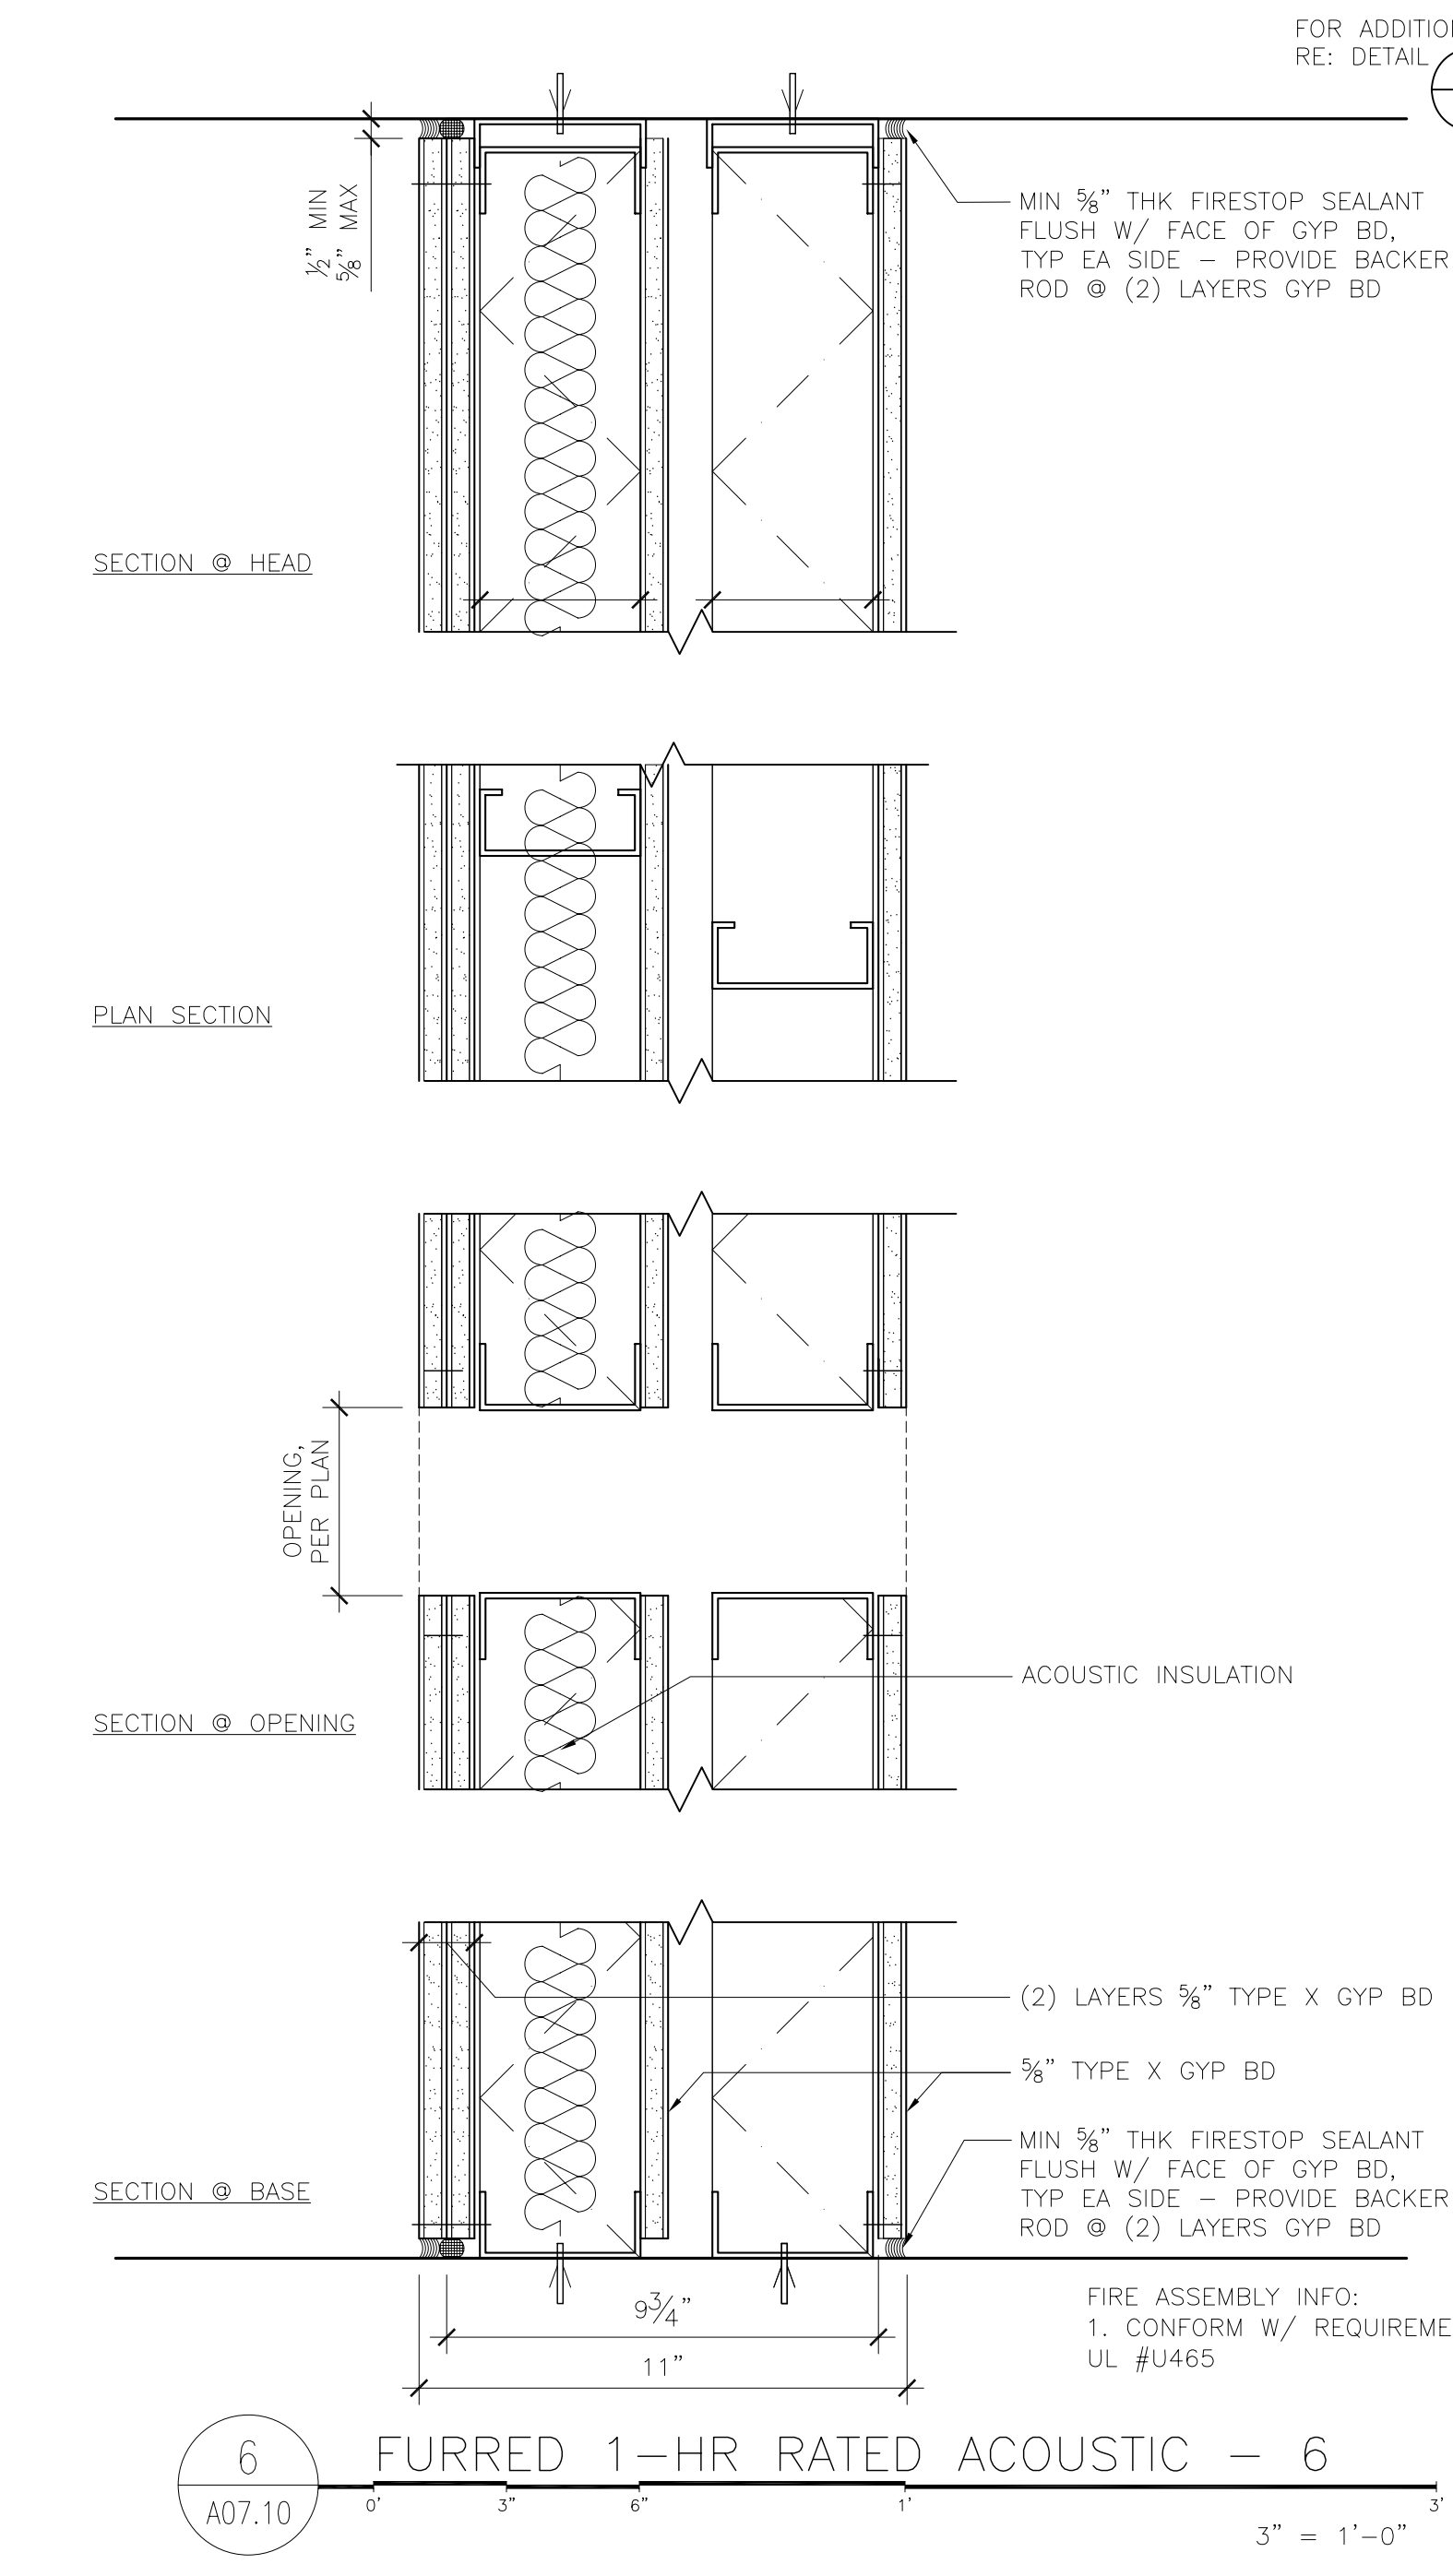 FOR ADDITIO
RE: DETAIL
½" MIN
⅝" MAX
MIN ⅝" THK FIRESTOP SEALANT
FLUSH W/ FACE OF GYP BD,
TYP EA SIDE – PROVIDE BACKER
ROD @ (2) LAYERS GYP BD
SECTION @ HEAD
PLAN SECTION
OPENING,
PER PLAN
ACOUSTIC INSULATION
SECTION @ OPENING
(2) LAYERS ⅝" TYPE X GYP BD
⅝" TYPE X GYP BD
MIN ⅝" THK FIRESTOP SEALANT
FLUSH W/ FACE OF GYP BD,
TYP EA SIDE – PROVIDE BACKER
ROD @ (2) LAYERS GYP BD
SECTION @ BASE
9¾"
11"
FIRE ASSEMBLY INFO:
1. CONFORM W/ REQUIREME
UL #U465
6
A07.10
FURRED 1-HR RATED ACOUSTIC – 6
0' 3" 6" 1' 3'
3" = 1'-0"